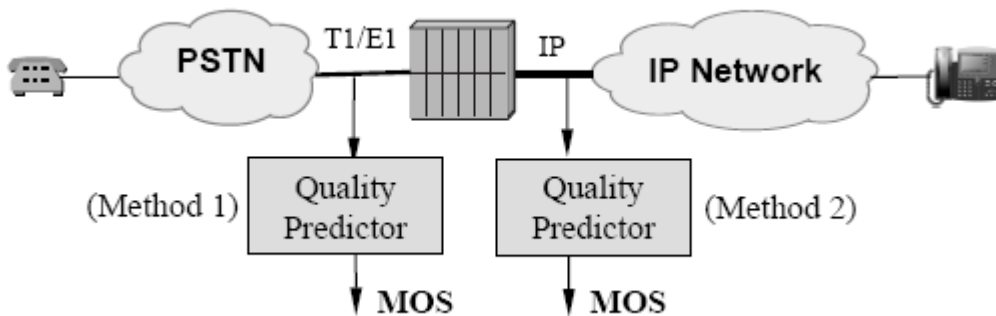 T1/E1
IP
PSTN
IP Network
(Method 1)
Quality
Predictor
Quality
Predictor
(Method 2)
MOS
MOS